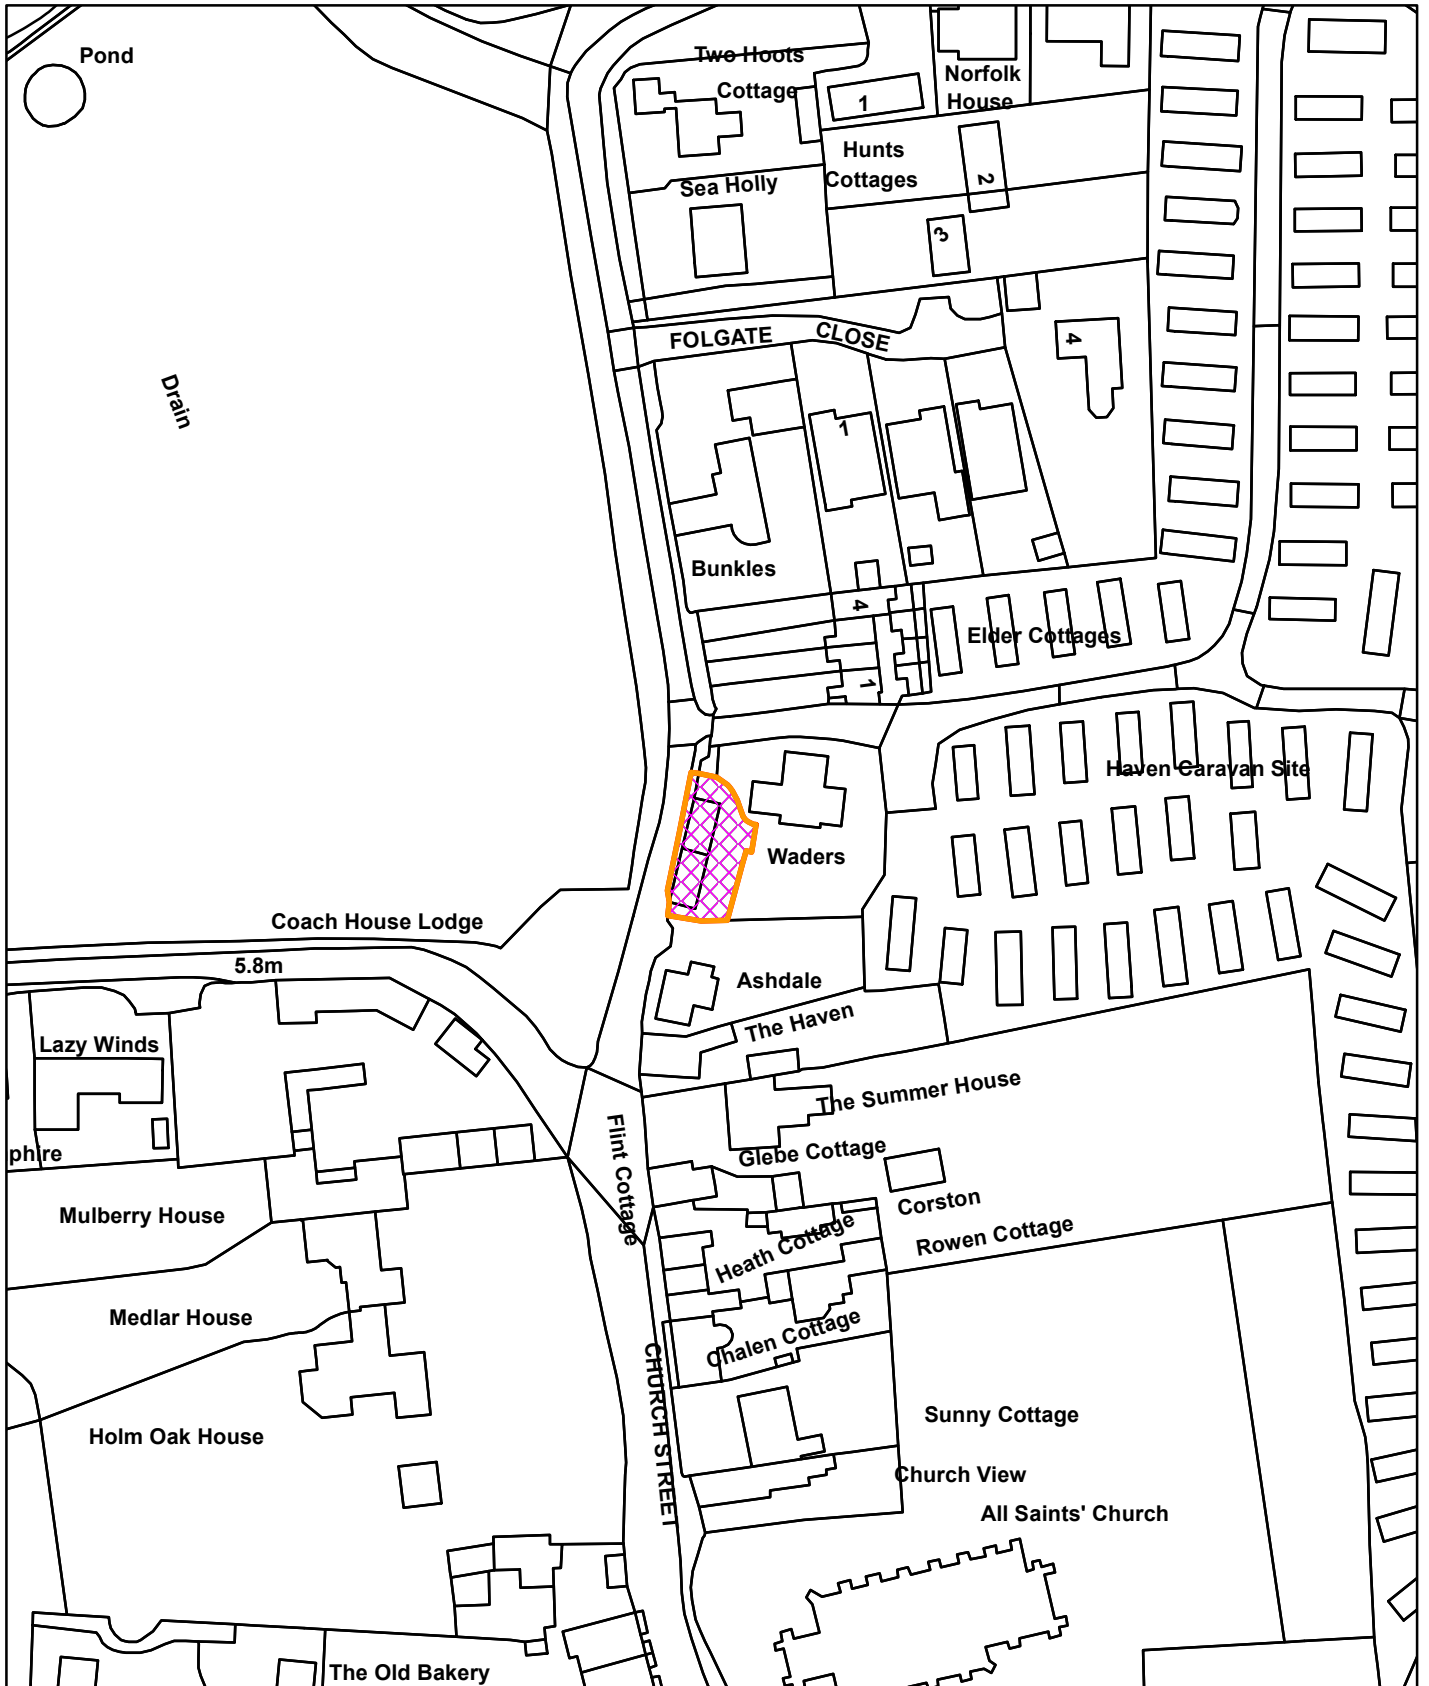 Pond
Two Hoots
Cottage
1
Norfolk
House
Hunts
Cottages
2
Sea Holly
3
FOLGATE CLOSE
4
Drain
1
Bunkles
4
Elder Cottages
1
Haven Caravan Site
Waders
Coach House Lodge
5.8m
Ashdale
The Haven
Lazy Winds
The Summer House
Flint Cottage
phire
Glebe Cottage
Mulberry House
Corston
Heath Cottage
Rowen Cottage
Medlar House
Chalen Cottage
CHURCH STREET
Sunny Cottage
Holm Oak House
Church View
All Saints' Church
The Old Bakery